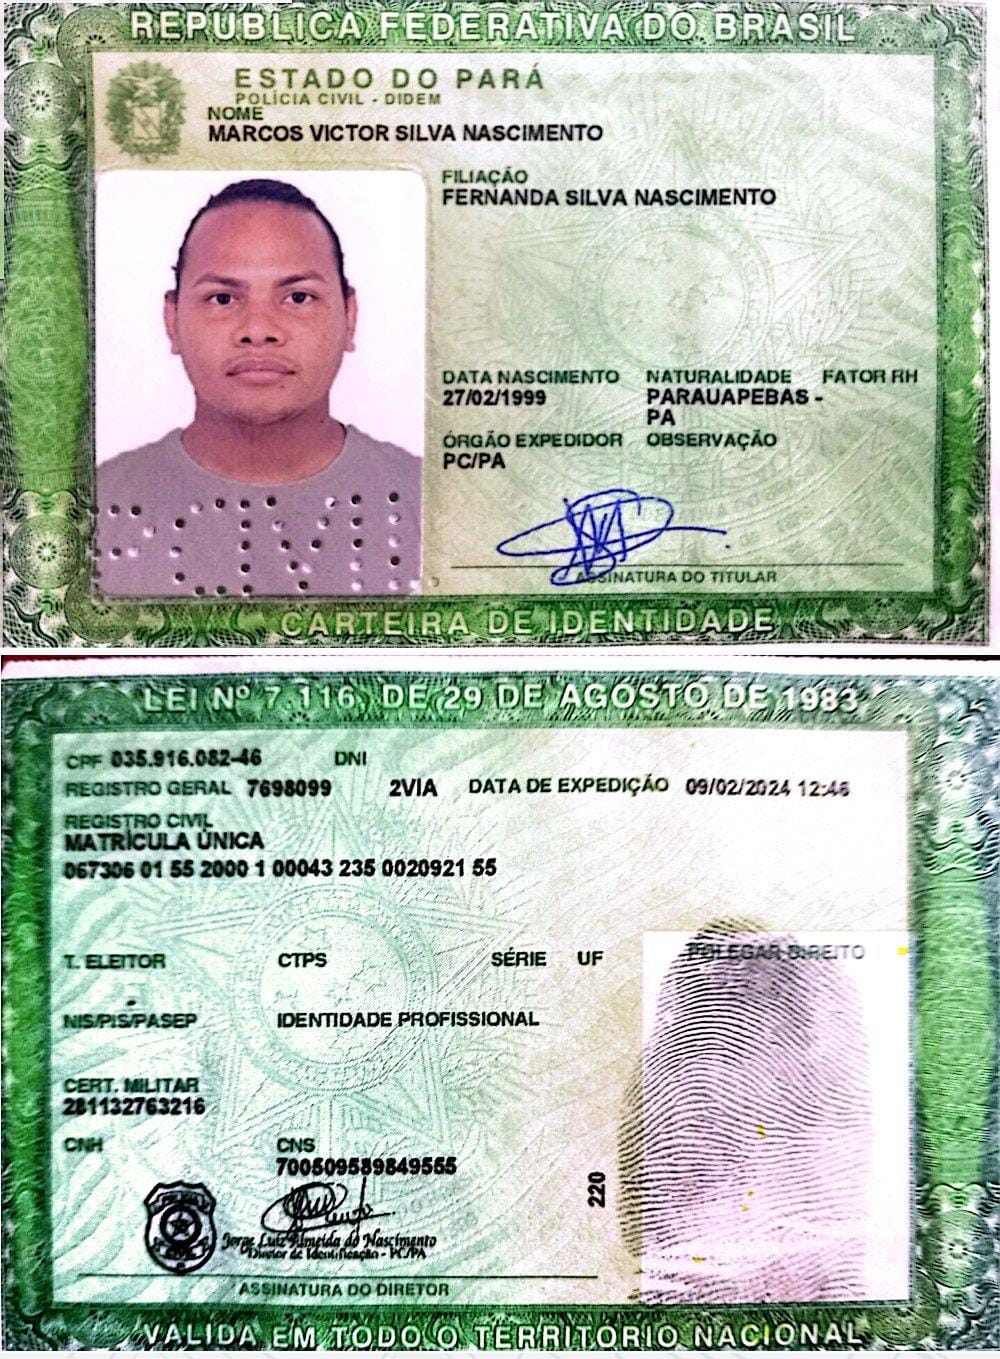 REPÚBLICA FEDERATIVA DO BRASIL
ESTADO DO PARÁ
POLÍCIA CIVIL - DIDEM
NOME
MARCOS VICTOR SILVA NASCIMENTO
FILIAÇÃO
FERNANDA SILVA NASCIMENTO
DATA NASCIMENTO NATURALIDADE FATOR RH
27/02/1999 PARAUAPEBAS -
PA
ÓRGÃO EXPEDIDOR OBSERVAÇÃO
PC/PA
ASSINATURA DO TITULAR
CARTEIRA DE IDENTIDADE
LEI Nº 7.116, DE 29 DE AGOSTO DE 1983
CPF 035.916.082-46 DNI
REGISTRO GERAL 7698099 2VIA DATA DE EXPEDIÇÃO 09/02/2024 12:46
REGISTRO CIVIL
MATRÍCULA ÚNICA
067306 01 55 2000 1 00043 235 0020921 55
POLEGAR DIREITO
T. ELEITOR CTPS SÉRIE UF
NIS/PIS/PASEP IDENTIDADE PROFISSIONAL
CERT. MILITAR
281132763216
CNH CNS
700509589849555
220
Jorge Luiz Almeida do Nascimento
Diretor de Identificação - PC/PA
ASSINATURA DO DIRETOR
VÁLIDA EM TODO O TERRITÓRIO NACIONAL